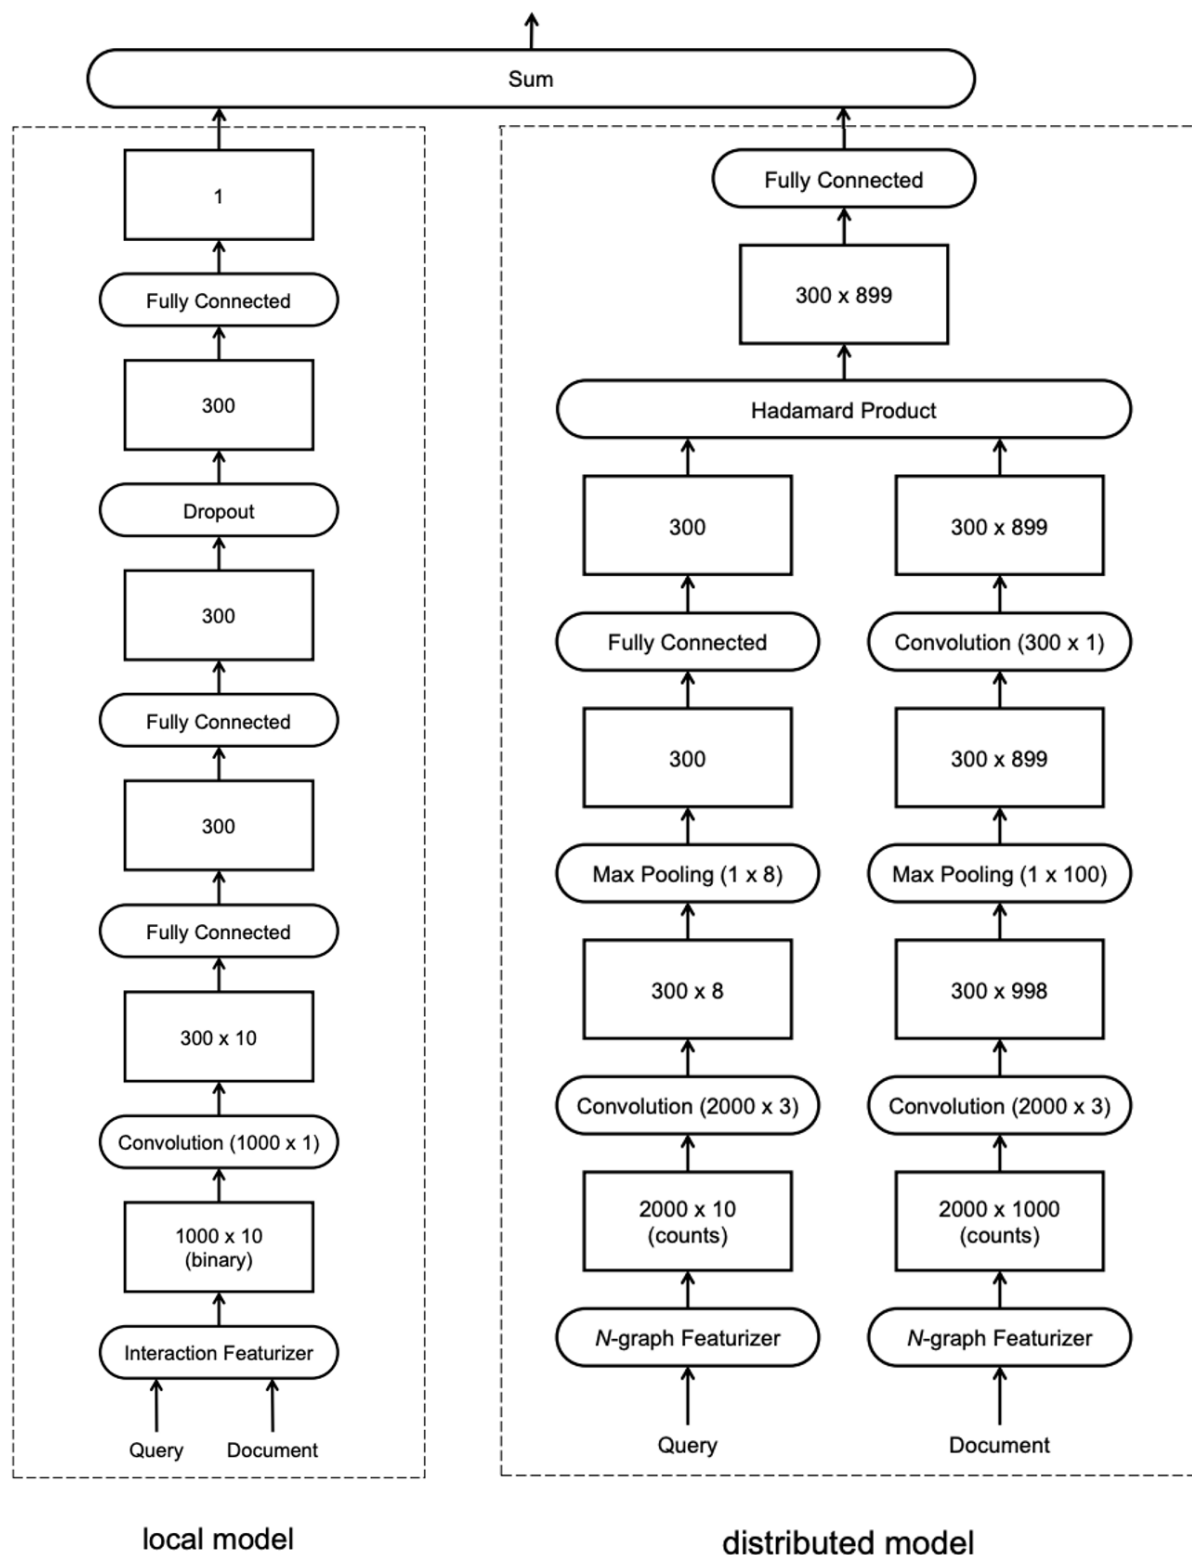 Sum
1
Fully Connected
300
Dropout
300
Fully Connected
300
Fully Connected
300 x 10
Convolution (1000 x 1)
1000 x 10
(binary)
Interaction Featurizer
Query Document
local model
Fully Connected
300 x 899
Hadamard Product
300
Fully Connected
300
Max Pooling (1 x 8)
300 x 8
Convolution (2000 x 3)
2000 x 10
(counts)
N-graph Featurizer
Query
300 x 899
Convolution (300 x 1)
300 x 899
Max Pooling (1 x 100)
300 x 998
Convolution (2000 x 3)
2000 x 1000
(counts)
N-graph Featurizer
Document
distributed model